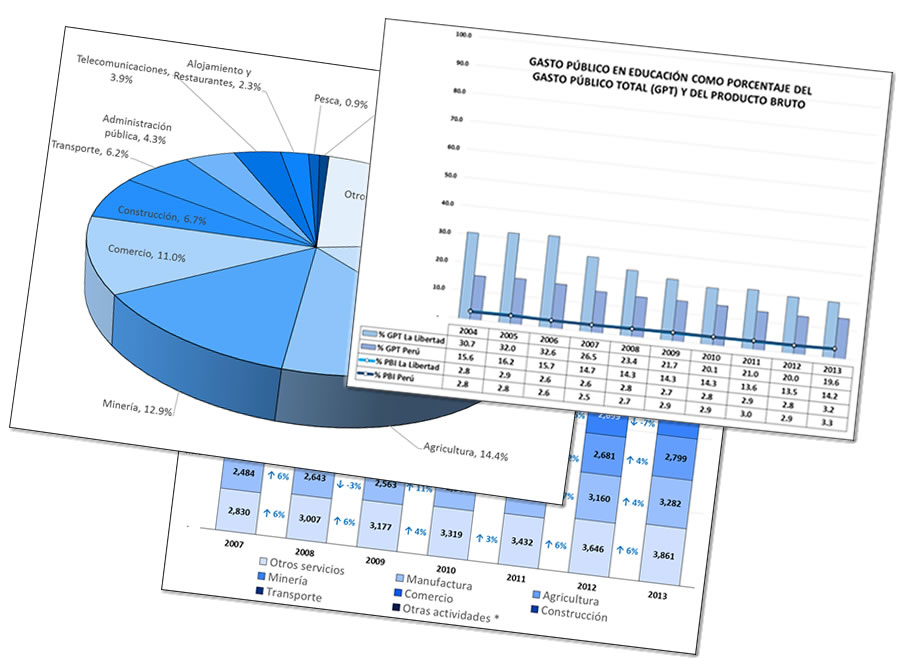 Telecomunicaciones,
3.9%
Alojamiento y
Restaurantes, 2.3%
Pesca, 0.9%
Administración
pública, 4.3%
Transporte, 6.2%
Construcción, 6.7%
Comercio, 11.0%
Minería, 12.9%
Agricultura, 14.4%
Otro
GASTO PÚBLICO EN EDUCACIÓN COMO PORCENTAJE DEL
GASTO PÚBLICO TOTAL (GPT) Y DEL PRODUCTO BRUTO
100.0
90.0
80.0
70.0
60.0
50.0
40.0
30.0
20.0
10.0
-
2004 2005 2006 2007 2008 2009 2010 2011 2012 2013
% GPT La Libertad 30.7 32.0 32.6 26.5 23.4 21.7 20.1 21.0 20.0 19.6
% GPT Perú 15.6 16.2 15.7 14.7 14.3 14.3 14.3 13.6 13.5 14.2
% PBI La Libertad 2.8 2.9 2.6 2.6 2.8 2.7 2.8 2.9 2.8 3.2
% PBI Perú 2.8 2.8 2.6 2.5 2.7 2.9 2.9 3.0 2.9 3.3
-7%
2,681 4% 2,799
2,484 6% 2,643 -3% 2,563 11% 3,160 4% 3,282
2,830 6% 3,007 6% 3,177 4% 3,319 3% 3,432 6% 3,646 6% 3,861
-
2007 2008 2009 2010 2011 2012 2013
Otros servicios Manufactura Agricultura
Minería Comercio Construcción
Transporte Otras actividades *